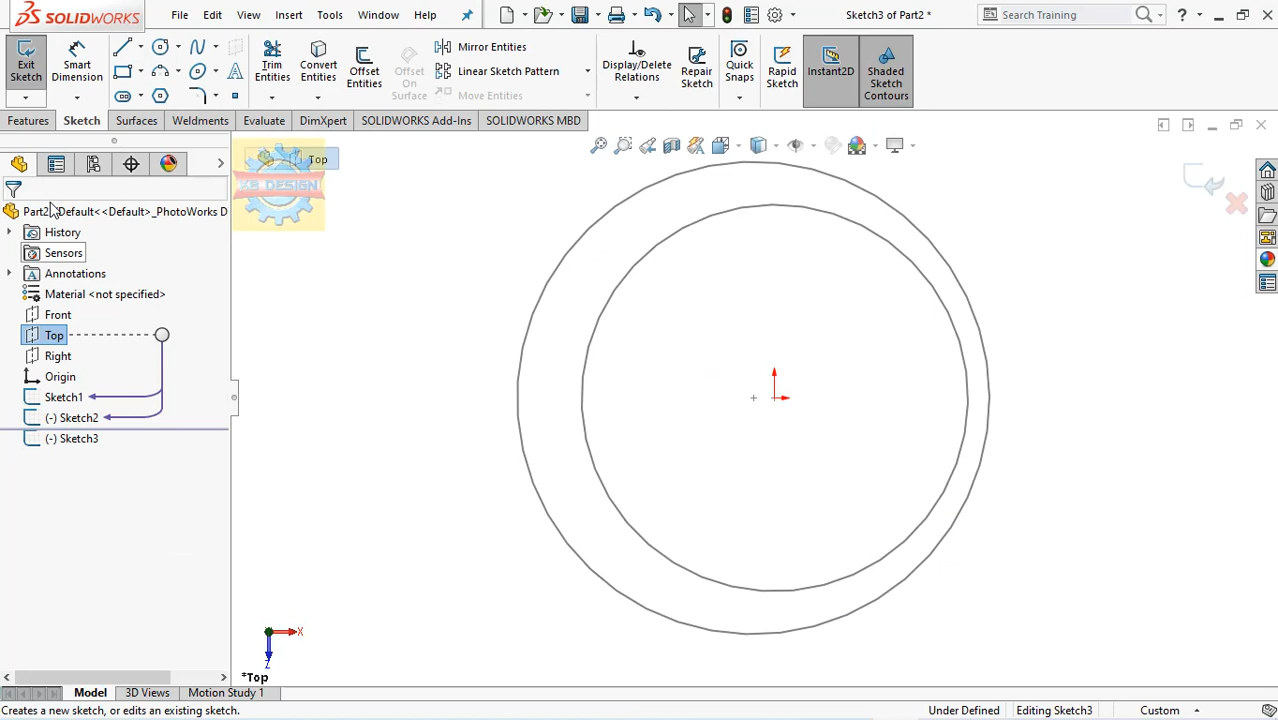 SOLIDWORKS File Edit View Insert Tools Window Help Sketch3 of Part2 * Search Training ?
Exit Sketch Smart Dimension Trim Entities Convert Entities Offset Entities Offset On Surface Mirror Entities Linear Sketch Pattern Move Entities Display/Delete Relations Repair Sketch Quick Snaps Rapid Sketch Instant2D Shaded Sketch Contours
Features Sketch Surfaces Weldments Evaluate DimXpert SOLIDWORKS Add-Ins SOLIDWORKS MBD
Top
KB DESIGN
Part2 Default<<Default>_PhotoWorks D
History
Sensors
Annotations
Material <not specified>
Front
Top
Right
Origin
Sketch1
(-) Sketch2
(-) Sketch3
X
Z
*Top
Model 3D Views Motion Study 1
Creates a new sketch, or edits an existing sketch. Under Defined Editing Sketch3 Custom